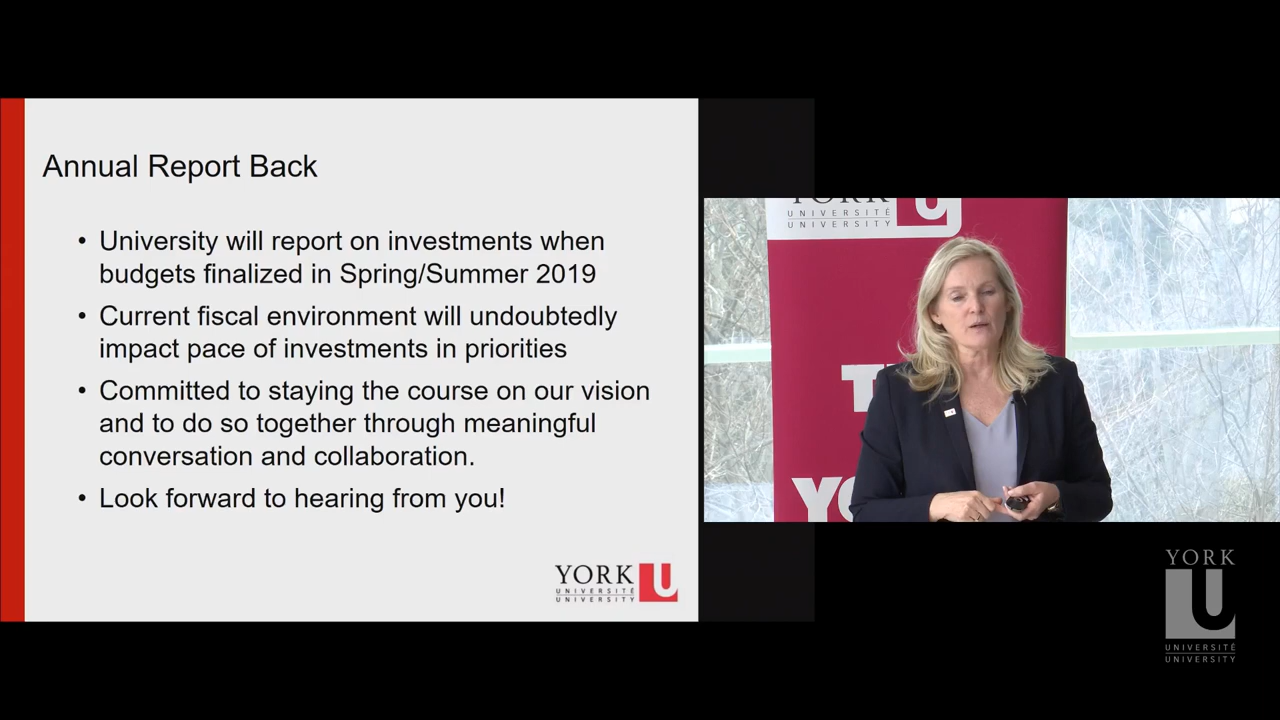 Annual Report Back
• University will report on investments when
budgets finalized in Spring/Summer 2019
• Current fiscal environment will undoubtedly
impact pace of investments in priorities
• Committed to staying the course on our vision
and to do so together through meaningful
conversation and collaboration.
• Look forward to hearing from you!
YORK U
UNIVERSITÉ
UNIVERSITY
YORK U
UNIVERSITÉ
UNIVERSITY
YORK
U
UNIVERSITÉ
UNIVERSITY